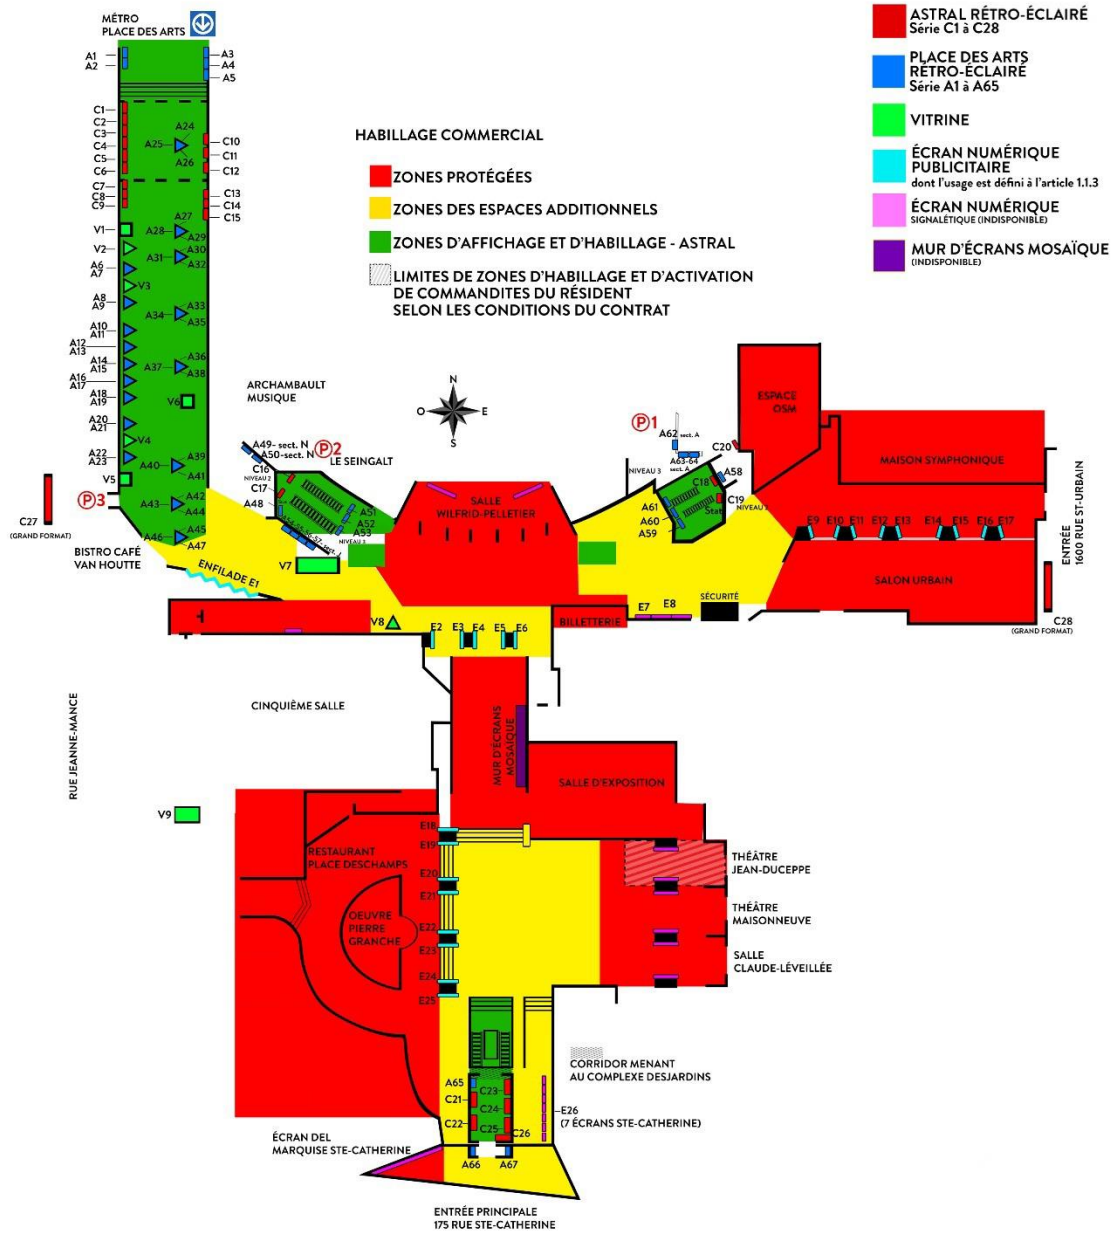 MÉTRO
PLACE DES ARTS
A1
A2
A3
A4
A5
C1
C2
C3
C4
C5
C6
C7
C8
C9
A24
A25
A26
C10
C11
C12
C13
C14
C15
V1
V2
A6
A7
V3
A8
A9
A10
A11
A12
A13
A14
A15
A16
A17
A18
A19
A20
A21
V4
A22
A23
V5
A27
A28
A29
A30
A31
A32
A33
A34
A35
A36
A37
A38
V6
A39
A40
A41
A42
A43
A44
A45
A46
A47
HABILLAGE COMMERCIAL
ZONES PROTÉGÉES
ZONES DES ESPACES ADDITIONNELS
ZONES D'AFFICHAGE ET D'HABILLAGE - ASTRAL
LIMITES DE ZONES D'HABILLAGE ET D'ACTIVATION
DE COMMANDITES DU RÉSIDENT
SELON LES CONDITIONS DU CONTRAT
ASTRAL RÉTRO-ÉCLAIRÉ
Série C1 à C28
PLACE DES ARTS
RÉTRO-ÉCLAIRÉ
Série A1 à A65
VITRINE
ÉCRAN NUMÉRIQUE
PUBLICITAIRE
dont l'usage est défini à l'article 1.1.3
ÉCRAN NUMÉRIQUE
SIGNALÉTIQUE (INDISPONIBLE)
MUR D'ÉCRANS MOSAÏQUE
(INDISPONIBLE)
N
O
E
S
ARCHAMBAULT
MUSIQUE
A49- sect. N
A50-sect. N
P2
LE SEINGALT
C16
NIVEAU 2
C17
A48
A51
A52
A53
NIVEAU 3
V7
P3
C27
(GRAND FORMAT)
BISTRO CAFÉ
VAN HOUTTE
ENFILADE E1
SALLE
WILFRID-PELLETIER
P1
A62 sect. A
A63-64
sect. A
NIVEAU 3
C20
A58
C18
C19
Stat
A61
A60
A59
ESPACE
OSM
MAISON SYMPHONIQUE
E9
E10
E11
E12
E13
E14
E15
E16
E17
SALON URBAIN
ENTRÉE
1600 RUE ST-URBAIN
C28
(GRAND FORMAT)
SÉCURITÉ
E7
E8
BILLETTERIE
V8
E2
E3
E4
E5
E6
CINQUIÈME SALLE
RUE JEANNE-MANCE
MUR D'ÉCRANS
MOSAÏQUE
SALLE D'EXPOSITION
V9
E18
E19
E20
E21
E22
E23
E24
E25
RESTAURANT
PLACE DESCHAMPS
OEUVRE
PIERRE
GRANCHE
THÉÂTRE
JEAN-DUCEPPE
THÉÂTRE
MAISONNEUVE
SALLE
CLAUDE-LÉVEILLÉE
CORRIDOR MENANT
AU COMPLEXE DESJARDINS
A65
C21
C22
C23
C24
C25
C26
E26
(7 ÉCRANS STE-CATHERINE)
ÉCRAN DEL
MARQUISE STE-CATHERINE
A66
A67
ENTRÉE PRINCIPALE
175 RUE STE-CATHERINE